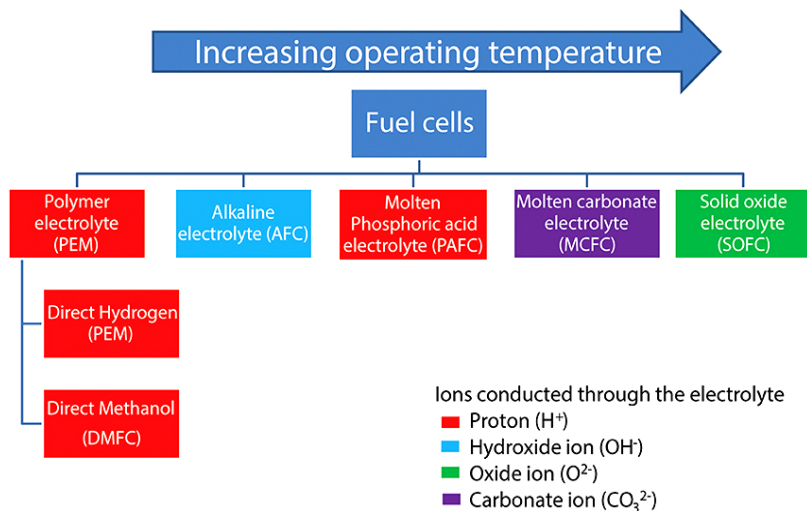 Increasing operating temperature
Fuel cells
Polymer
electrolyte
(PEM)
Alkaline
electrolyte (AFC)
Molten
Phosphoric acid
electrolyte (PAFC)
Molten carbonate
electrolyte
(MCFC)
Solid oxide
electrolyte
(SOFC)
Direct Hydrogen
(PEM)
Direct Methanol
(DMFC)
Ions conducted through the electrolyte
Proton (H⁺)
Hydroxide ion (OH⁻)
Oxide ion (O²⁻)
Carbonate ion (CO₃²⁻)